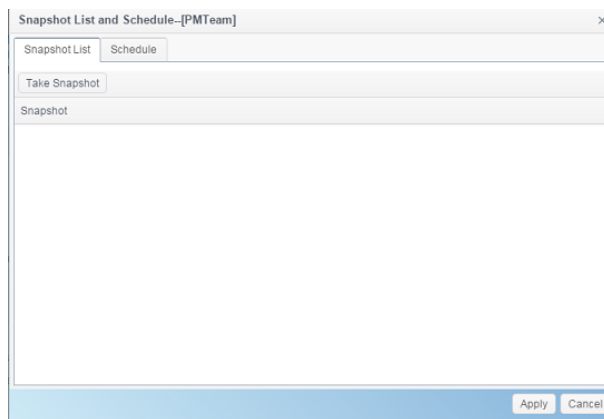 Snapshot List and Schedule--[PMTeam]
Snapshot List Schedule
Take Snapshot
Snapshot
Apply Cancel